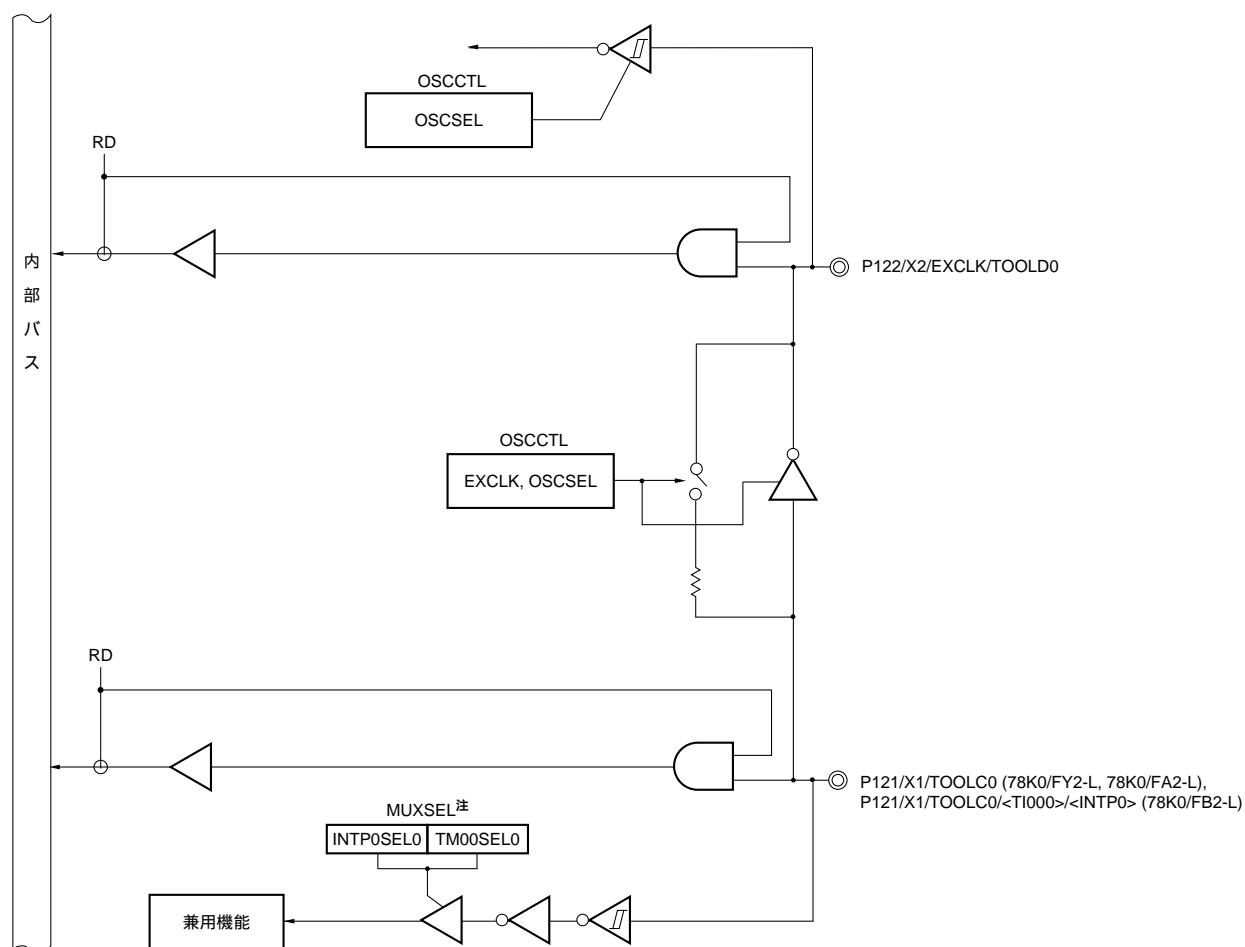 OSCCTL
OSCSEL
RD
内部バス
P122/X2/EXCLK/TOOLD0
OSCCTL
EXCLK, OSCSEL
RD
P121/X1/TOOLC0 (78K0/FY2-L, 78K0/FA2-L),
P121/X1/TOOLC0/<TI000>/<INTP0> (78K0/FB2-L)
MUXSEL注
INTP0SEL0 TM00SEL0
兼用機能